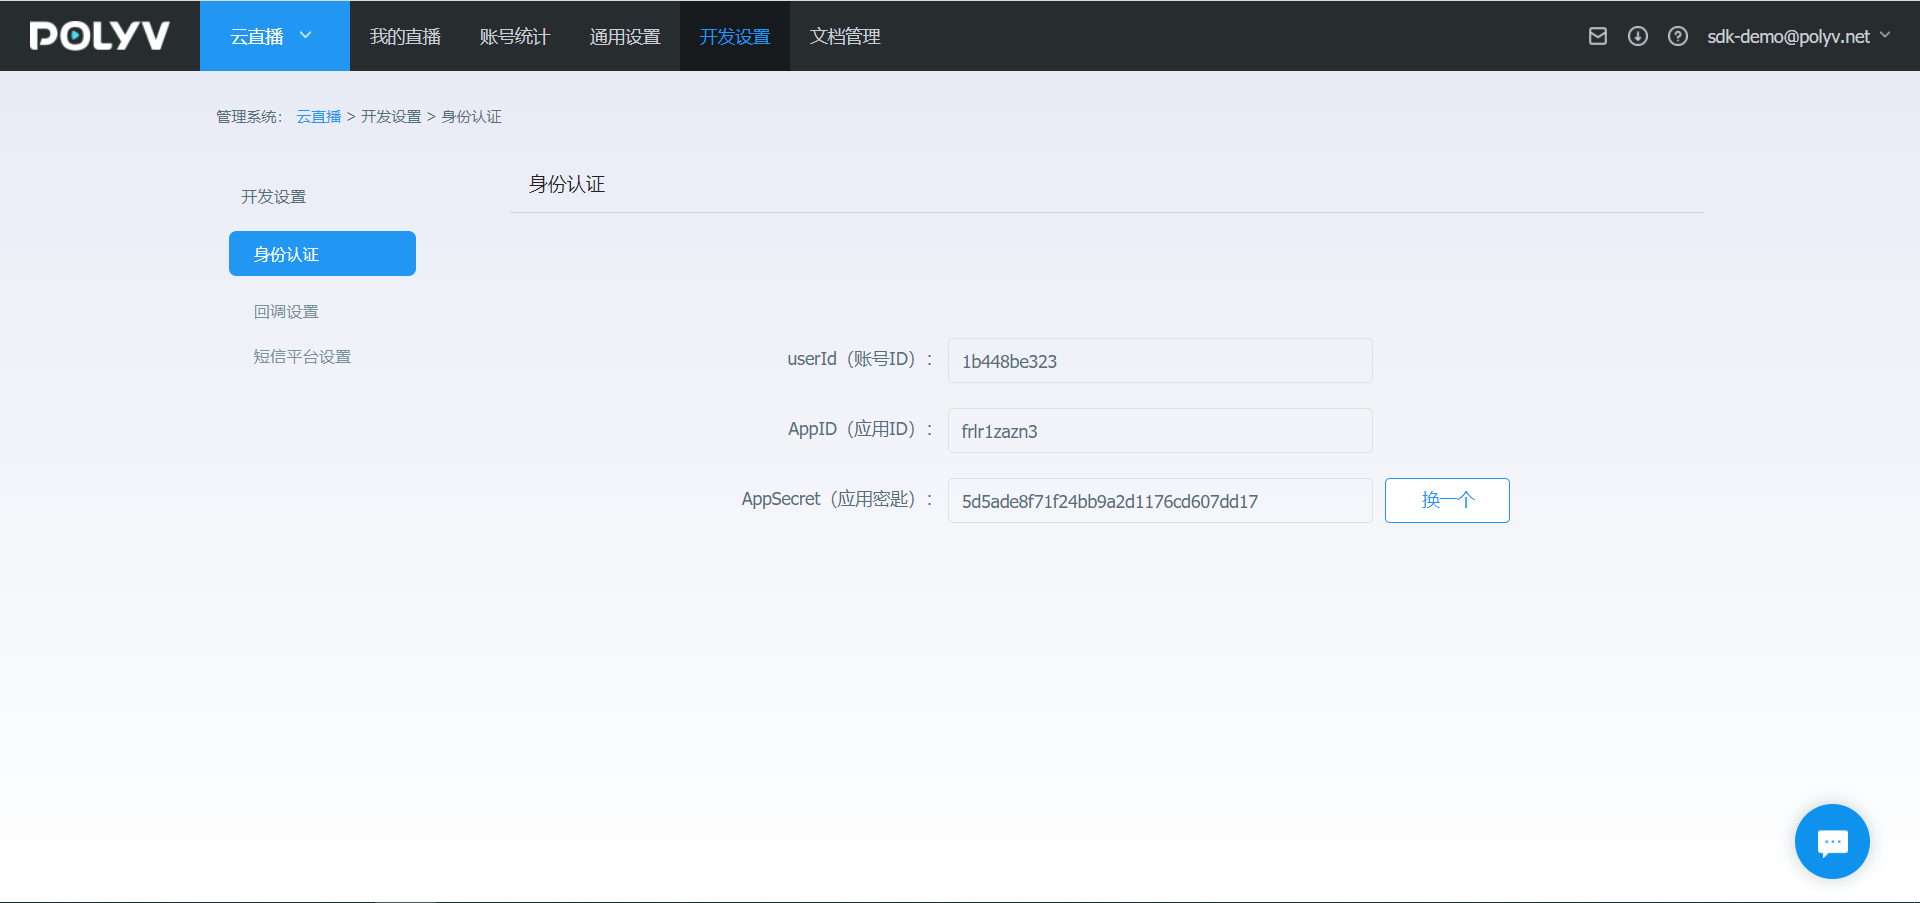 POLYV 云直播 我的直播 账号统计 通用设置 开发设置 文档管理 sdk-demo@polyv.net
管理系统： 云直播 > 开发设置 > 身份认证
开发设置
身份认证
回调设置
短信平台设置
身份认证
userId（账号ID）： 1b448be323
AppID（应用ID）： frlr1zazn3
AppSecret（应用密匙）： 5d5ade8f71f24bb9a2d1176cd607dd17 换一个